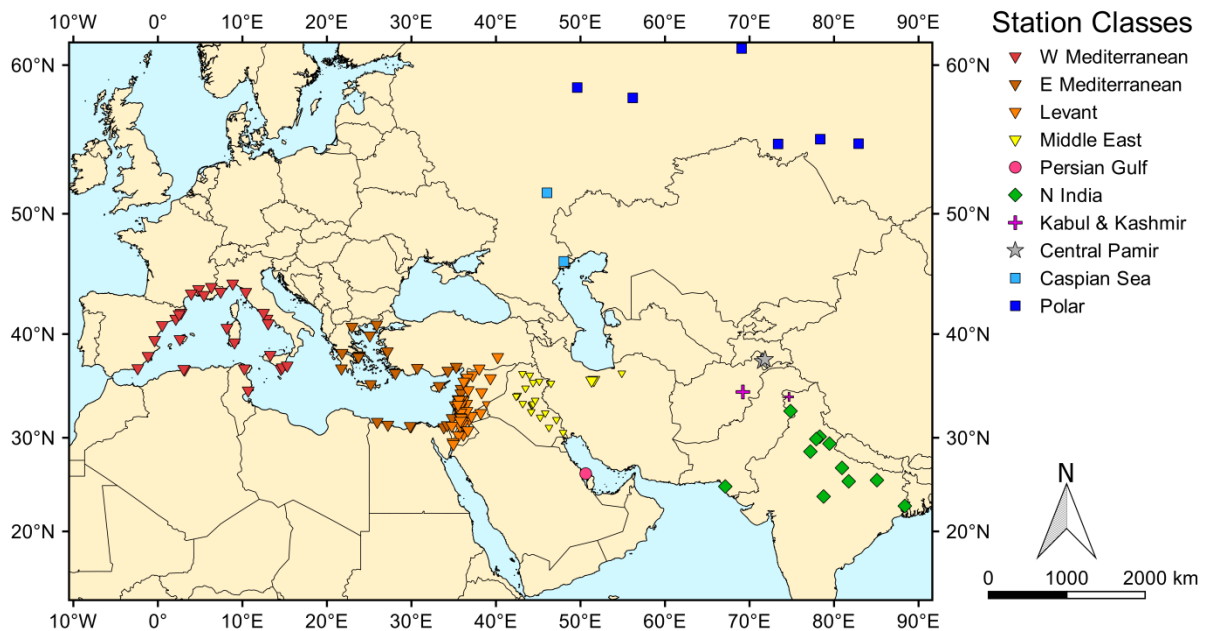 10°W 0° 10°E 20°E 30°E 40°E 50°E 60°E 70°E 80°E 90°E
Station Classes
W Mediterranean
E Mediterranean
Levant
Middle East
Persian Gulf
N India
Kabul & Kashmir
Central Pamir
Caspian Sea
Polar
60°N 60°N
50°N 50°N
40°N 40°N
30°N 30°N
20°N 20°N
N
0 1000 2000 km
10°W 0° 10°E 20°E 30°E 40°E 50°E 60°E 70°E 80°E 90°E